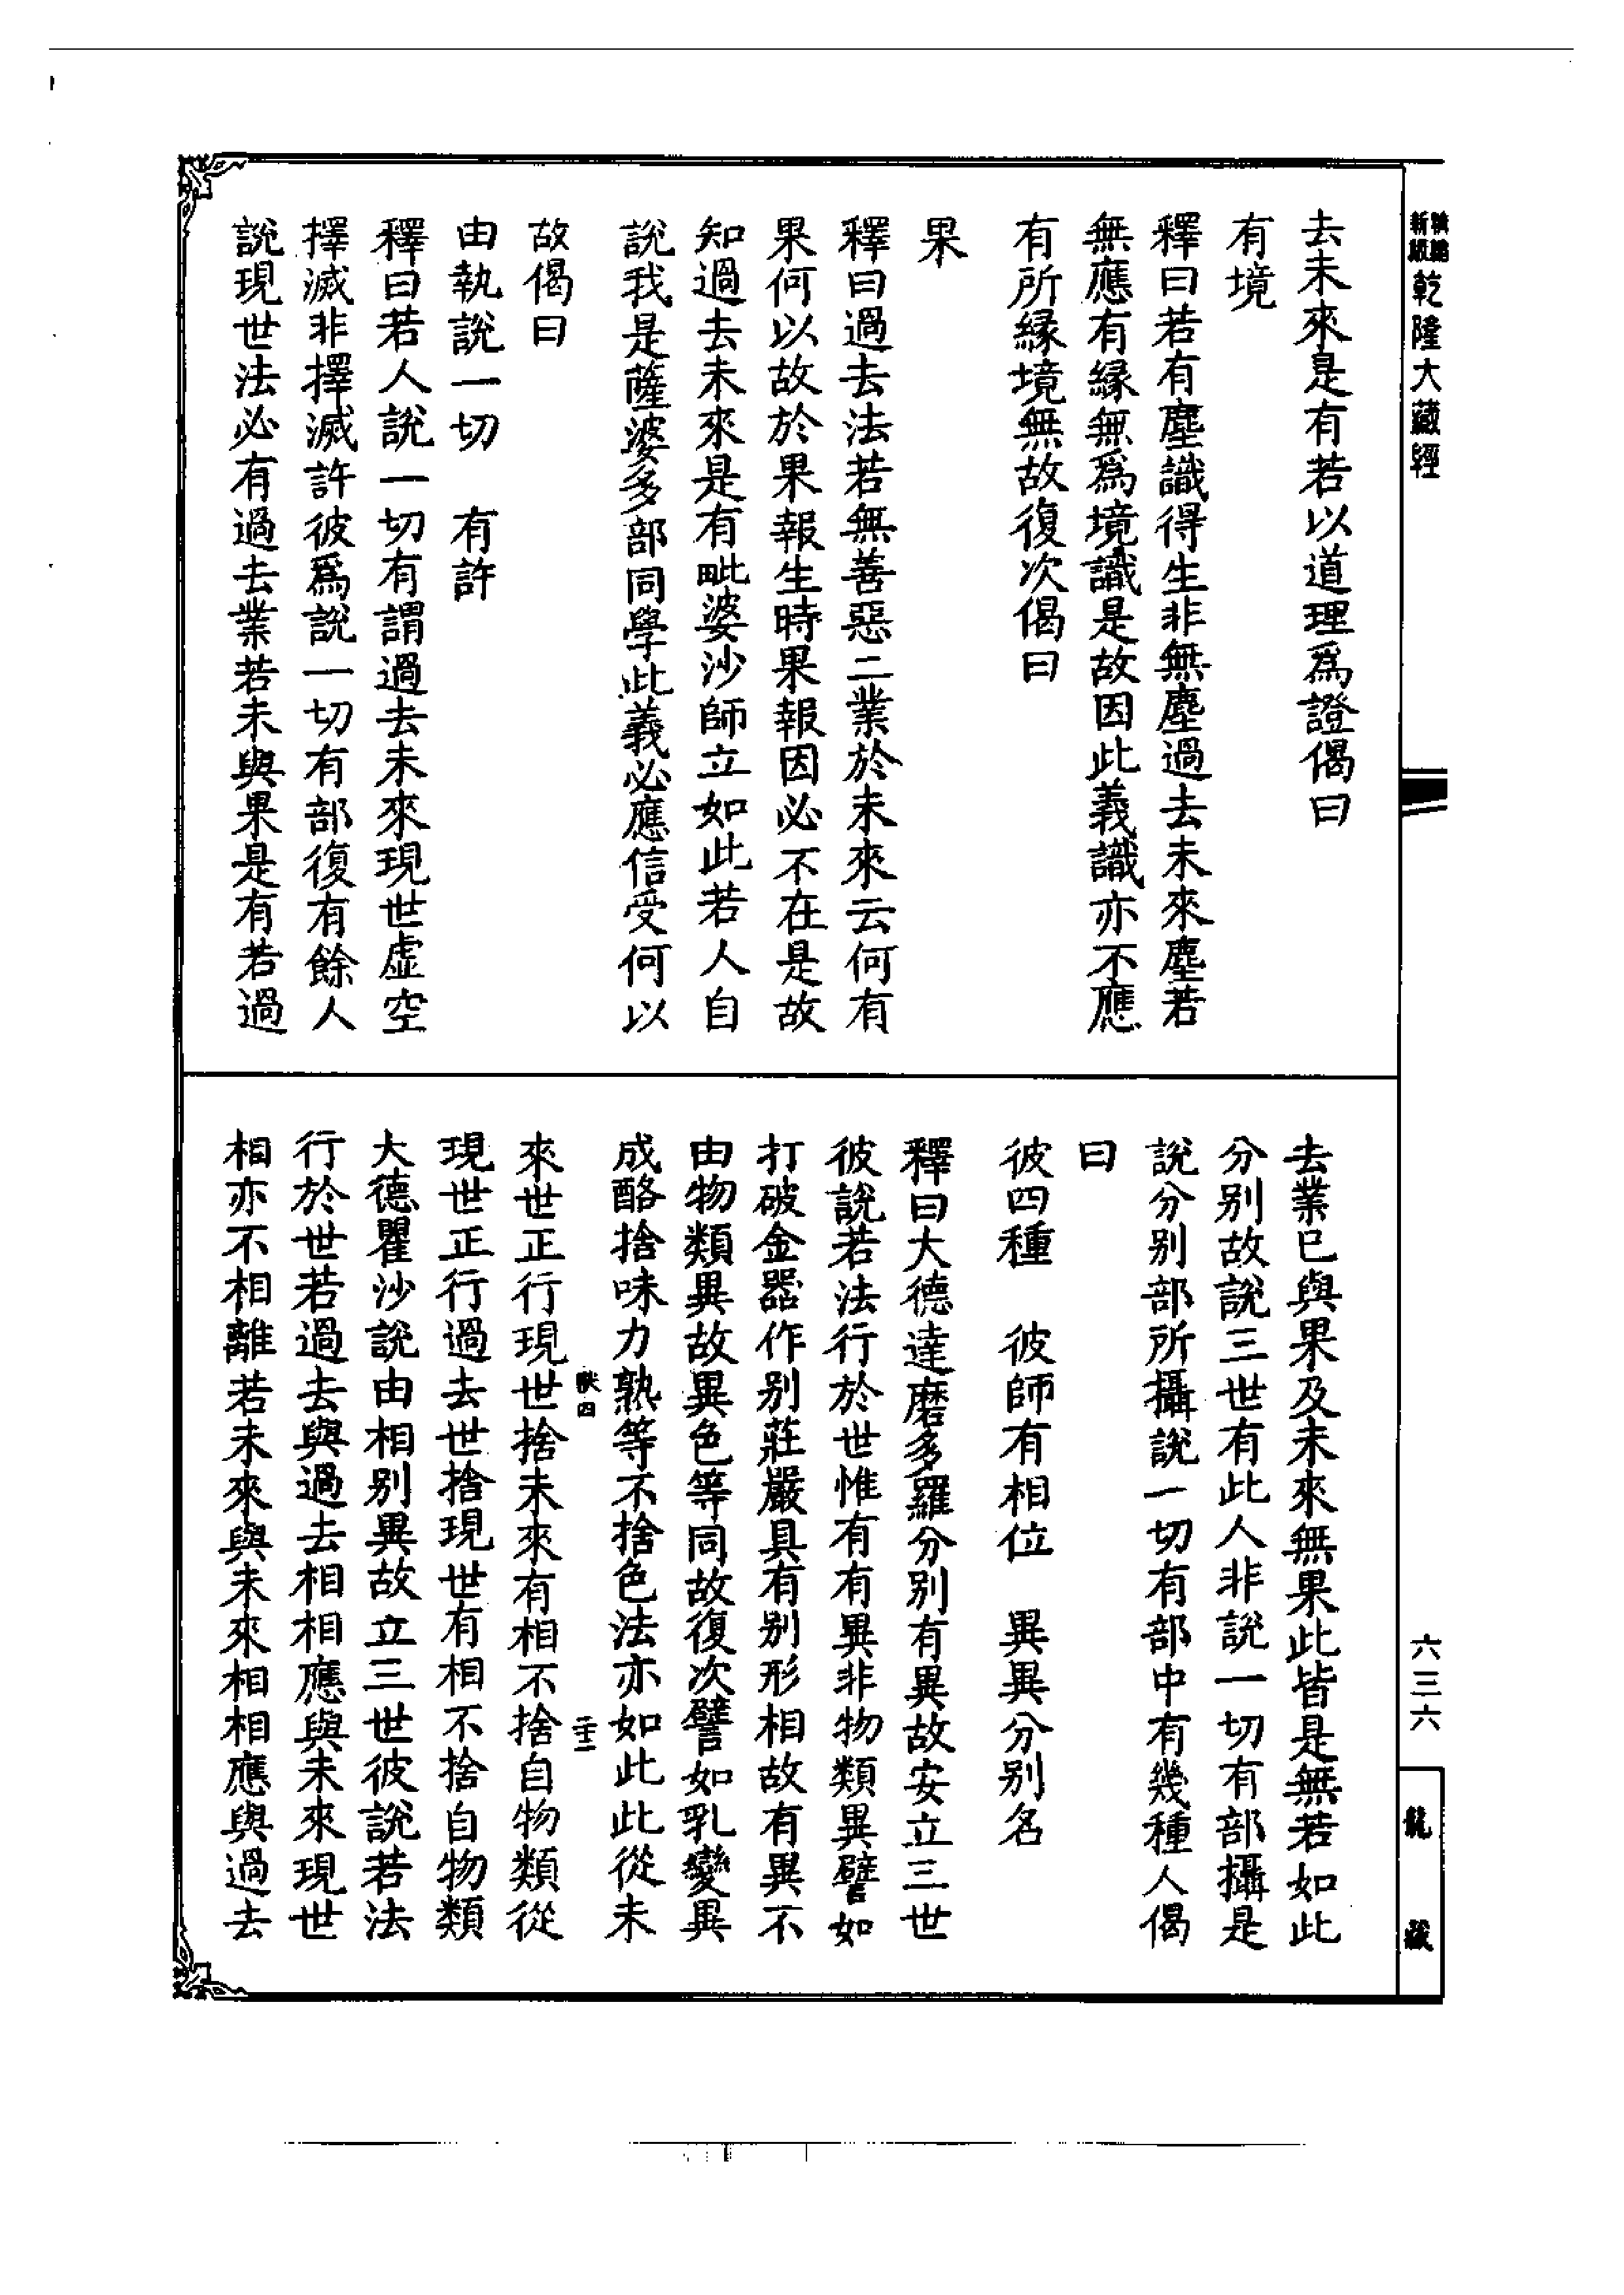 新編
新版
乾隆大藏經
去未來是有若以道理爲證偈曰
有境
釋曰若有塵識得生非無塵過去未來塵若
無應有緣無爲境識是故因此義識亦不應
有所緣境無故復次偈曰
果
釋曰過去法若無善惡二業於未來云何有
果何以故於果報生時果報因必不在是故
知過去未來是有毗婆沙師立如此若人自
說我是薩婆多部同學此義必應信受何以
故偈曰
由執說一切　有許
釋曰若人說一切有謂過去未來現世虛空
擇滅非擇滅許彼爲說一切有部復有餘人
說現世法必有過去業若未與果是有若過
去業已與果及未來無果此皆是無若如此
分別故說三世有此人非說一切有部攝是
說分別部所攝說一切有部中有幾種人偈
曰
彼四種　彼師有相位　異異分別名
釋曰大德達磨多羅分別有異故安立三世
彼說若法行於世惟有有異非物類異譬如
打破金器作別莊嚴具有別形相故有異不
由物類異故異色等同故復次譬如乳變異
成酪捨味力熟等不捨色法亦如此此從未
來世正行現世捨未來有相不捨自物類從
現世正行過去世捨現世有相不捨自物類
大德瞿沙說由相別異故立三世彼說若法
行於世若過去與過去相相應與未來現世
相亦不相離若未來與未來相相應與過去
六三六
龍藏